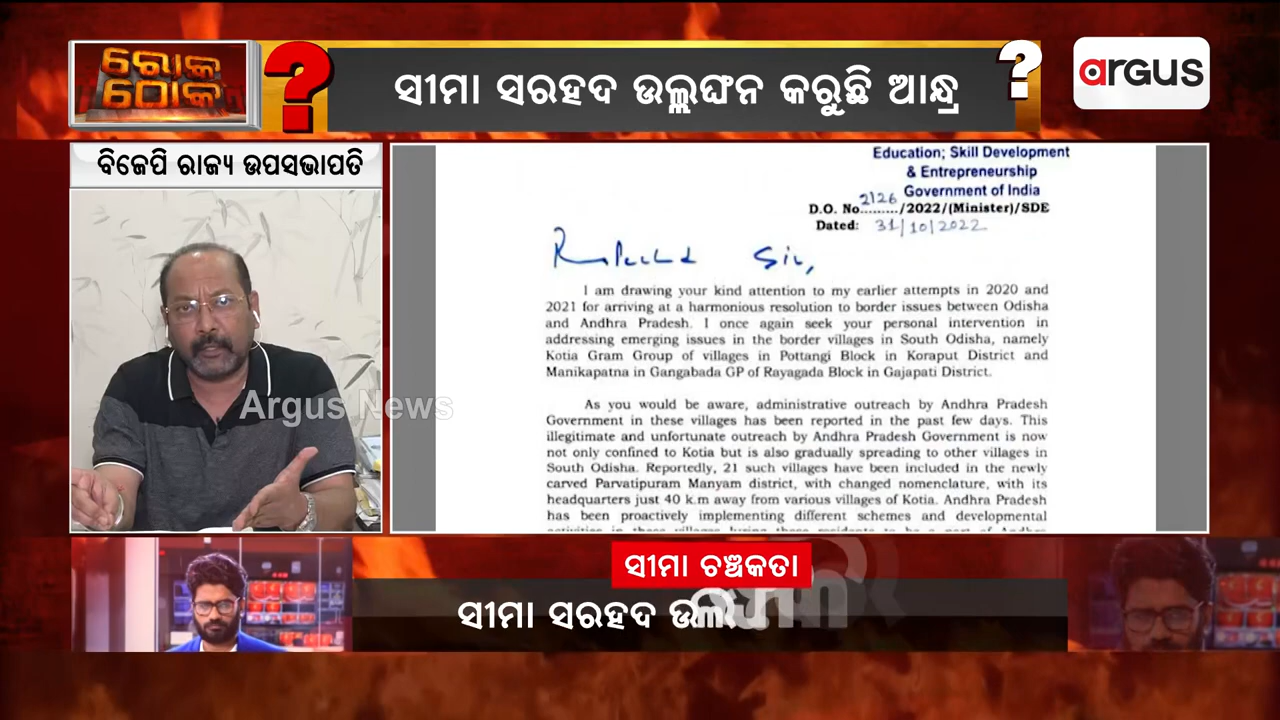 ରୋକ
ଠୋକ
?
ସୀମା ସରହଦ ଉଲ୍ଲଙ୍ଘନ କରୁଛି ଆନ୍ଧ୍ର
?
argus
ବିଜେପି ରାଜ୍ୟ ଉପସଭାପତି
Argus News
Education; Skill Development
& Entrepreneurship
Government of India
D.O. No.2126/2022/(Minister)/SDE
Dated: 31/10/2022
Sir,
I am drawing your kind attention to my earlier attempts in 2020 and
2021 for arriving at a harmonious resolution to border issues between Odisha
and Andhra Pradesh. I once again seek your personal intervention in
addressing emerging issues in the border villages in South Odisha, namely
Kotia Gram Group of villages in Pottangi Block in Koraput District and
Manikapatna in Gangabada GP of Rayagada Block in Gajapati District.
As you would be aware, administrative outreach by Andhra Pradesh
Government in these villages has been reported in the past few days. This
illegitimate and unfortunate outreach by Andhra Pradesh Government is now
not only confined to Kotia but is also gradually spreading to other villages in
South Odisha. Reportedly, 21 such villages have been included in the newly
carved Parvatipuram Manyam district, with changed nomenclature, with its
headquarters just 40 k.m away from various villages of Kotia. Andhra Pradesh
has been proactively implementing different schemes and developmental
ସୀମା ଚଞ୍ଚକତା
ସୀମା ସରହଦ